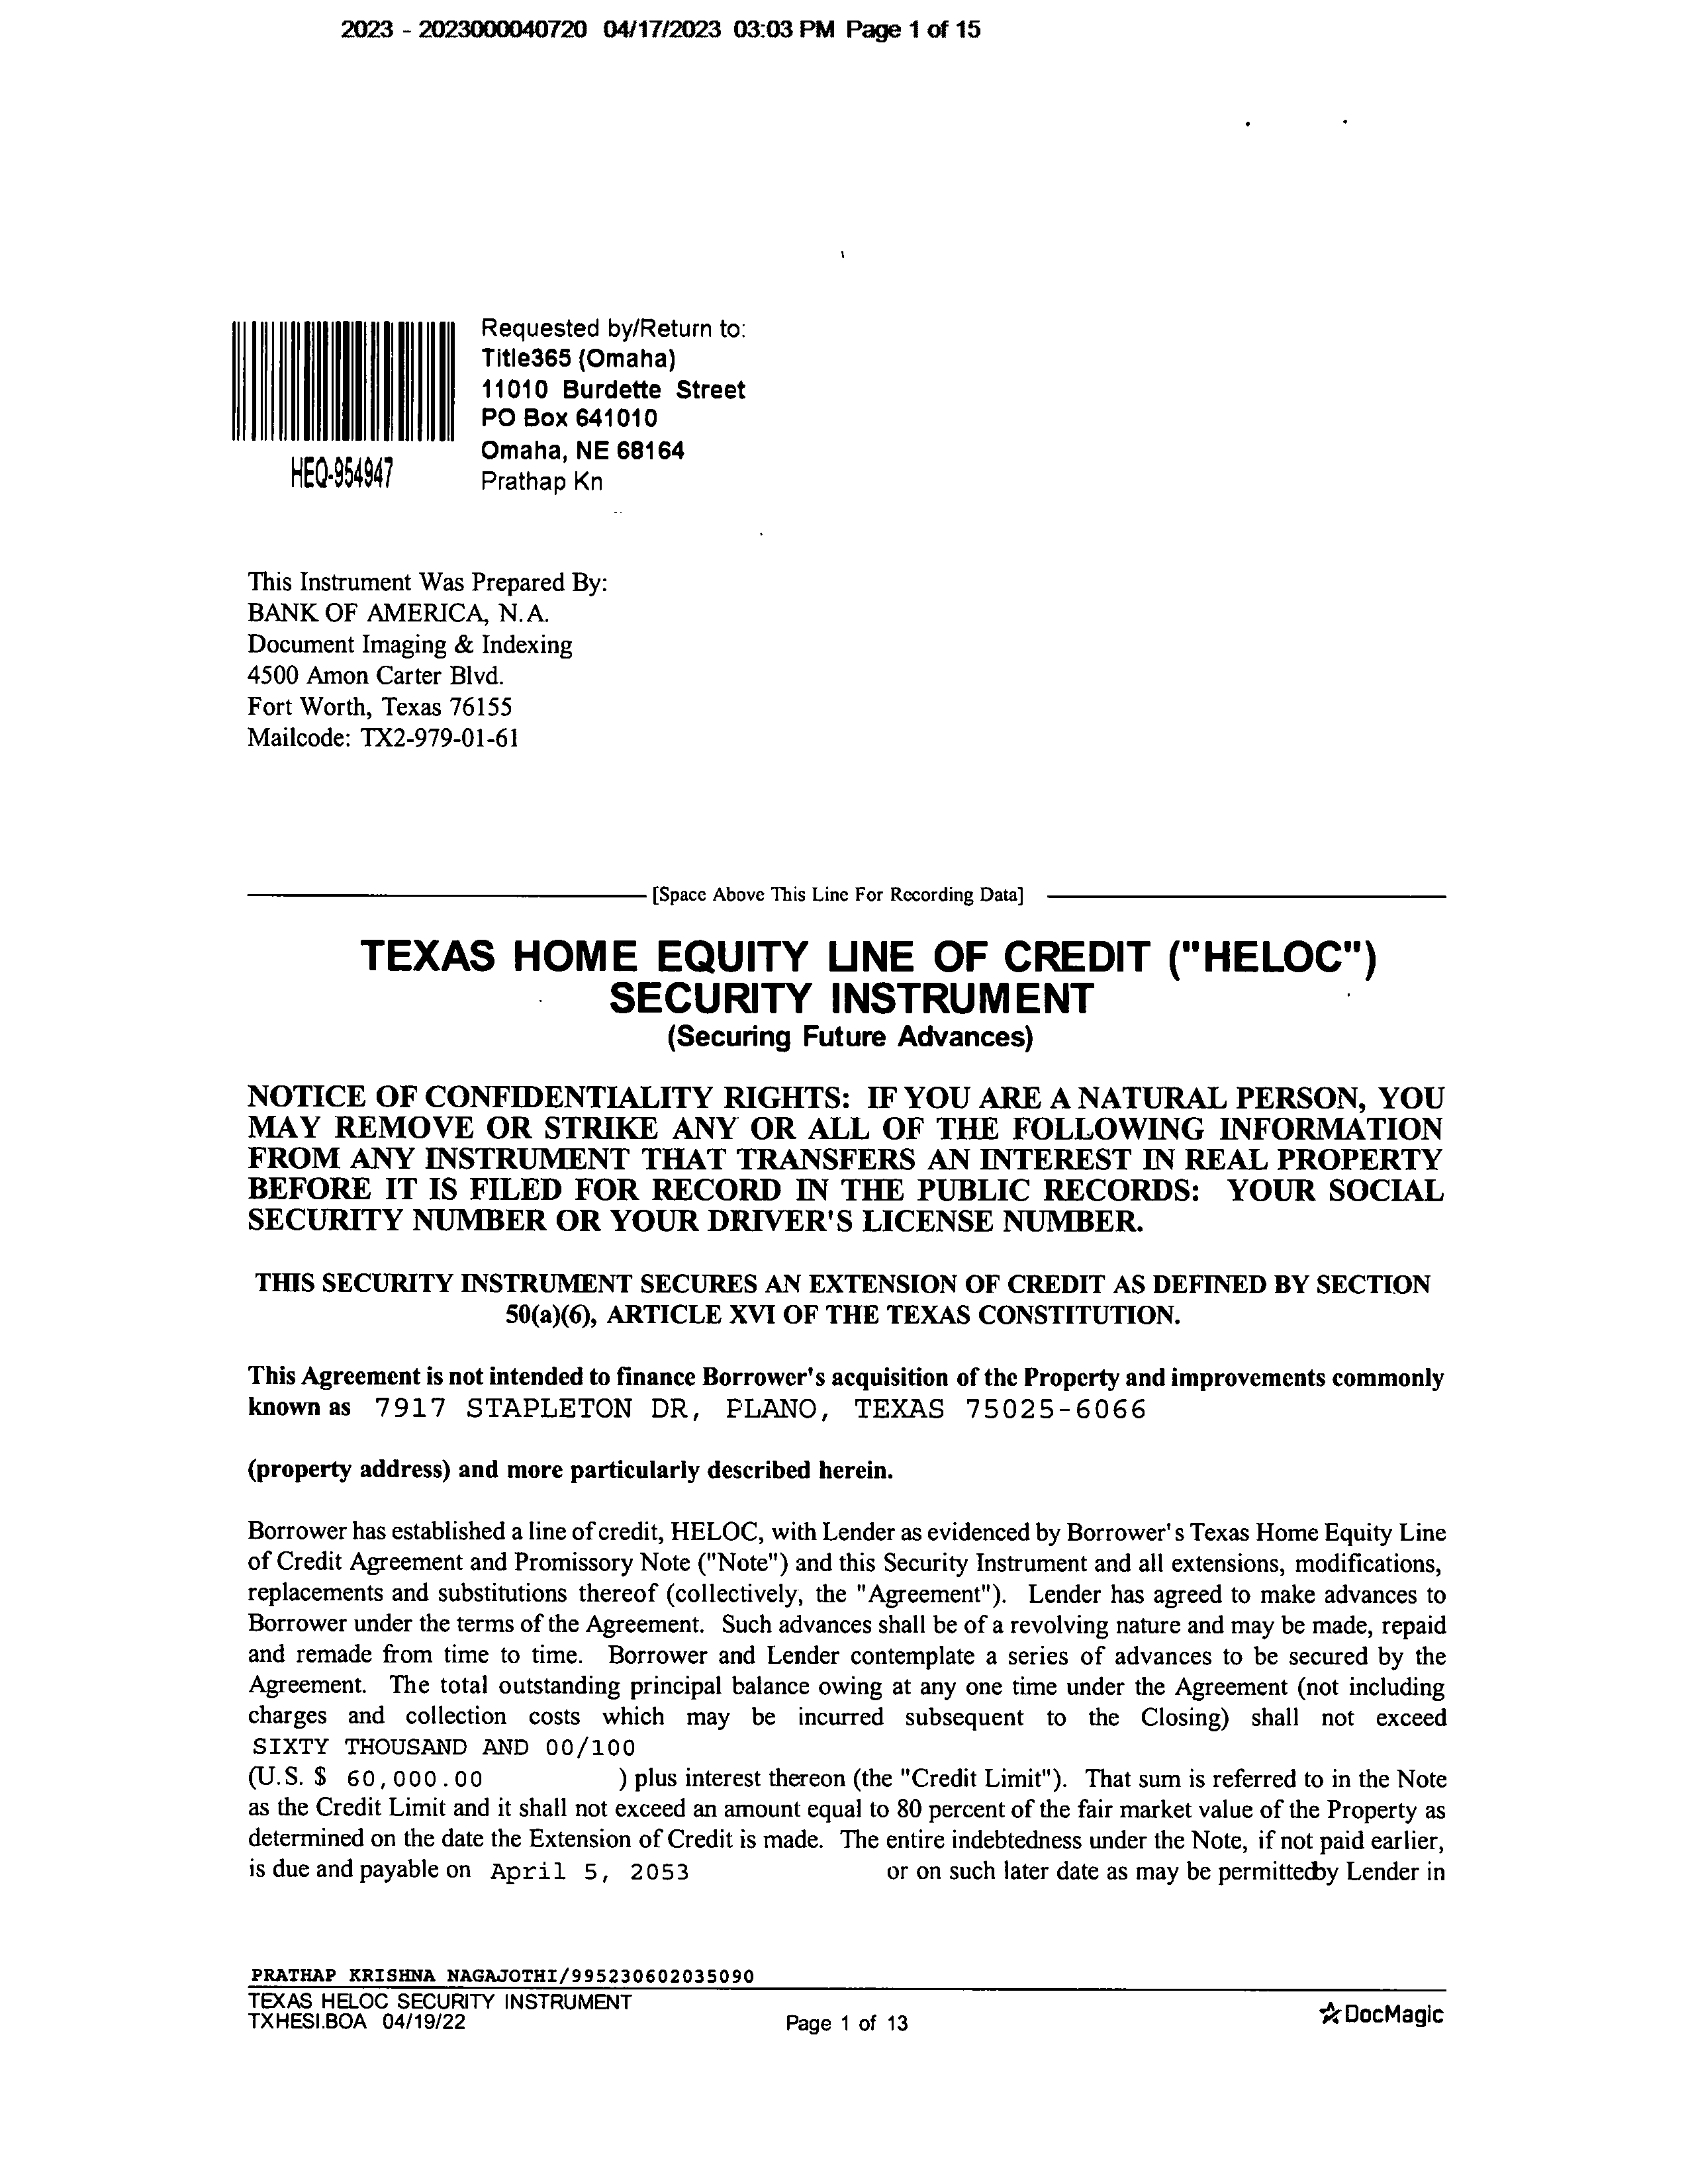 2023 - 2023000040720 04/17/2023 03:03 PM Page 1 of 15
Requested by/Return to:
Title365 (Omaha)
11010 Burdette Street
PO Box 641010
Omaha, NE 68164
Prathap Kn
HEQ-954947
This Instrument Was Prepared By:
BANK OF AMERICA, N.A.
Document Imaging & Indexing
4500 Amon Carter Blvd.
Fort Worth, Texas 76155
Mailcode: TX2-979-01-61
[Space Above This Line For Recording Data]
TEXAS HOME EQUITY LINE OF CREDIT ("HELOC")
SECURITY INSTRUMENT
(Securing Future Advances)
NOTICE OF CONFIDENTIALITY RIGHTS: IF YOU ARE A NATURAL PERSON, YOU
MAY REMOVE OR STRIKE ANY OR ALL OF THE FOLLOWING INFORMATION
FROM ANY INSTRUMENT THAT TRANSFERS AN INTEREST IN REAL PROPERTY
BEFORE IT IS FILED FOR RECORD IN THE PUBLIC RECORDS: YOUR SOCIAL
SECURITY NUMBER OR YOUR DRIVER'S LICENSE NUMBER.
THIS SECURITY INSTRUMENT SECURES AN EXTENSION OF CREDIT AS DEFINED BY SECTION
50(a)(6), ARTICLE XVI OF THE TEXAS CONSTITUTION.
This Agreement is not intended to finance Borrower's acquisition of the Property and improvements commonly
known as 7917 STAPLETON DR, PLANO, TEXAS 75025-6066
(property address) and more particularly described herein.
Borrower has established a line of credit, HELOC, with Lender as evidenced by Borrower's Texas Home Equity Line
of Credit Agreement and Promissory Note ("Note") and this Security Instrument and all extensions, modifications,
replacements and substitutions thereof (collectively, the "Agreement"). Lender has agreed to make advances to
Borrower under the terms of the Agreement. Such advances shall be of a revolving nature and may be made, repaid
and remade from time to time. Borrower and Lender contemplate a series of advances to be secured by the
Agreement. The total outstanding principal balance owing at any one time under the Agreement (not including
charges and collection costs which may be incurred subsequent to the Closing) shall not exceed
SIXTY THOUSAND AND 00/100
(U.S. $ 60,000.00 ) plus interest thereon (the "Credit Limit"). That sum is referred to in the Note
as the Credit Limit and it shall not exceed an amount equal to 80 percent of the fair market value of the Property as
determined on the date the Extension of Credit is made. The entire indebtedness under the Note, if not paid earlier,
is due and payable on April 5, 2053 or on such later date as may be permitted by Lender in
PRATHAP KRISHNA NAGAJOTHI/995230602035090
TEXAS HELOC SECURITY INSTRUMENT
TXHESI.BOA 04/19/22
Page 1 of 13
DocMagic